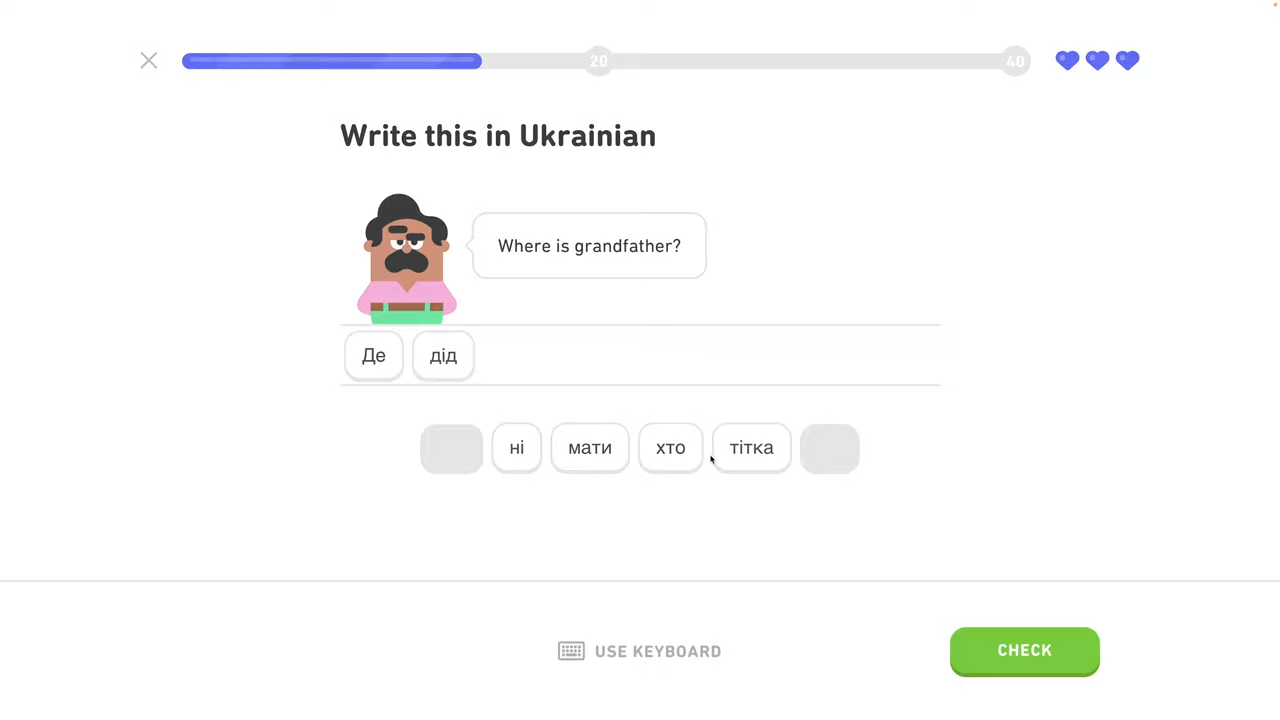 20
40
Write this in Ukrainian
Where is grandfather?
Де дід
ні мати хто тітка
USE KEYBOARD
CHECK